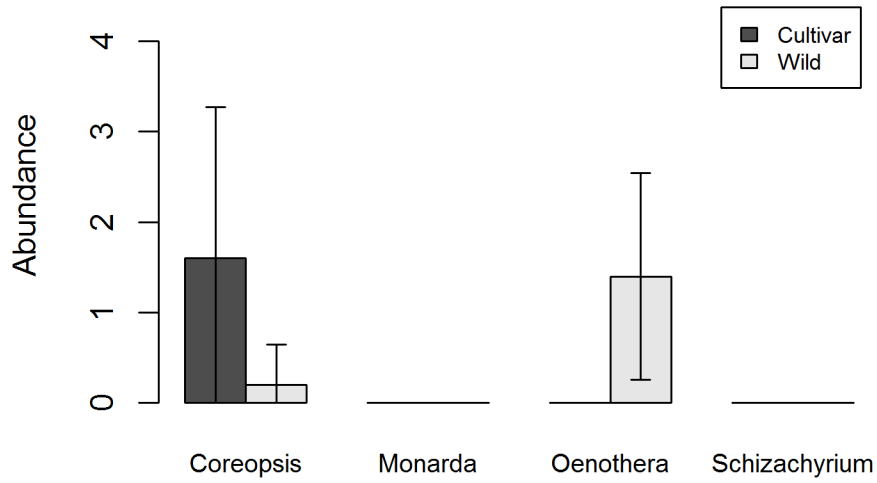 Cultivar
Wild
Abundance
4
3
2
1
0
Coreopsis Monarda Oenothera Schizachyrium